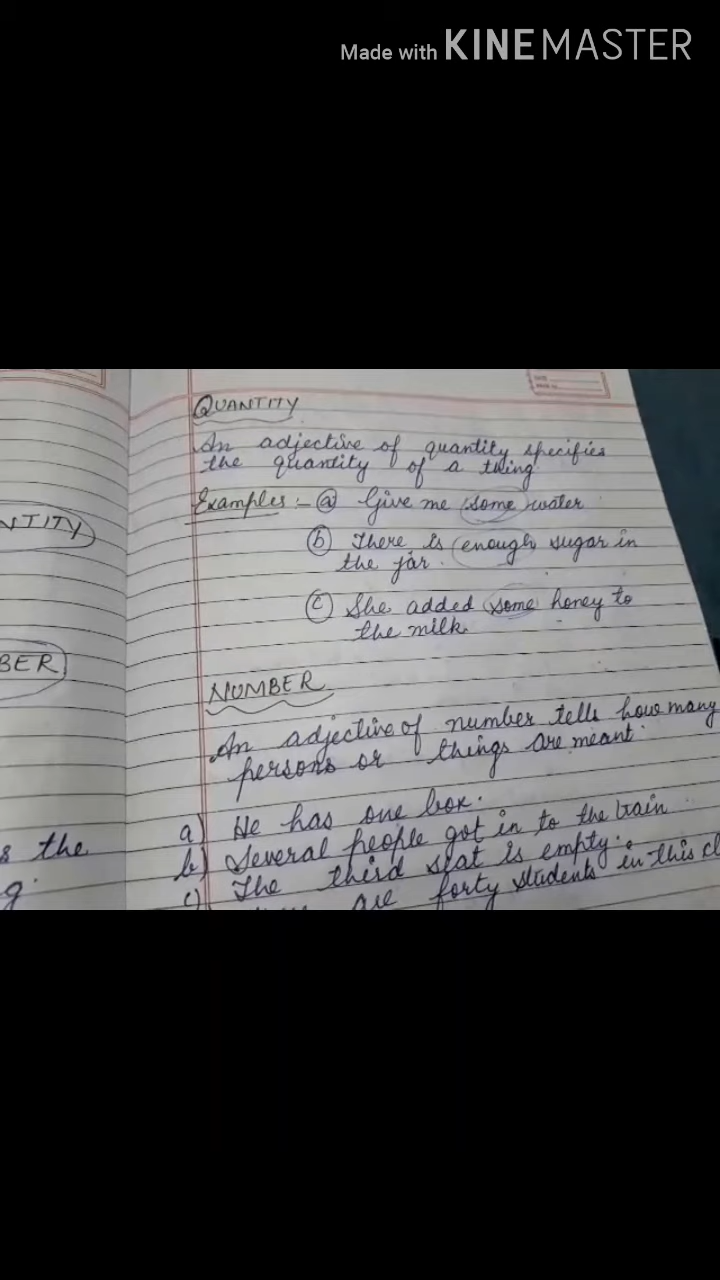 Made with KINEMASTER
QUANTITY
An adjective of quantity specifies
the quantity of a thing
Examples :- (a) Give me some water
(b) There is enough sugar in
the jar.
(c) She added some honey to
the milk.
NUMBER
An adjective of number tells how many
persons or things are meant.
a) He has one box.
b) Several people got in to the train
c) The third seat is empty.
are forty students in this
NTITY
BER
the
g.